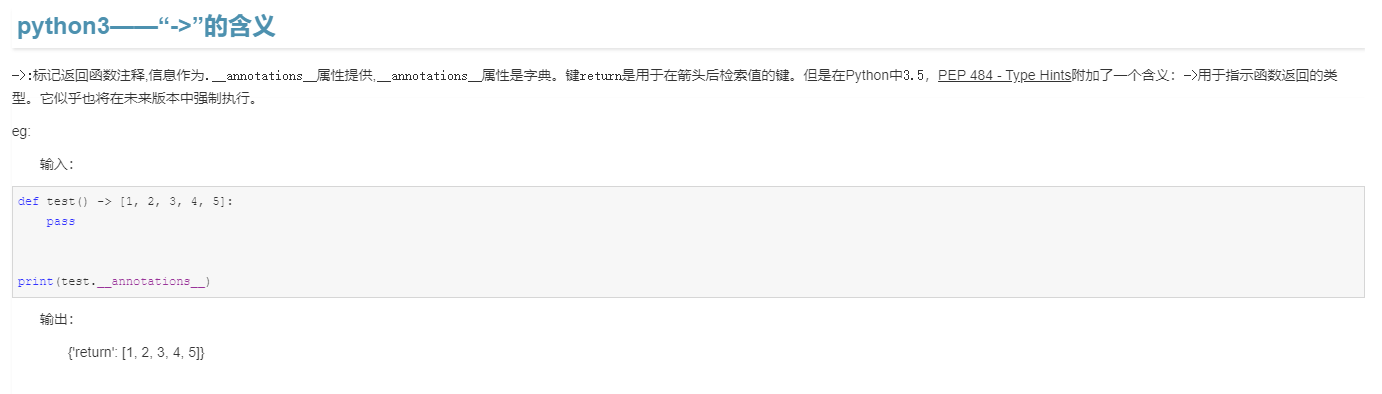 python3——“->”的含义
->:标记返回函数注释,信息作为.__annotations__属性提供,__annotations__属性是字典。键return是用于在箭头后检索值的键。但是在Python中3.5，PEP 484 - Type Hints附加了一个含义：->用于指示函数返回的类
型。它似乎也将在未来版本中强制执行。
eg:
输入：
def test() -> [1, 2, 3, 4, 5]:
    pass
print(test.__annotations__)
输出：
{'return': [1, 2, 3, 4, 5]}